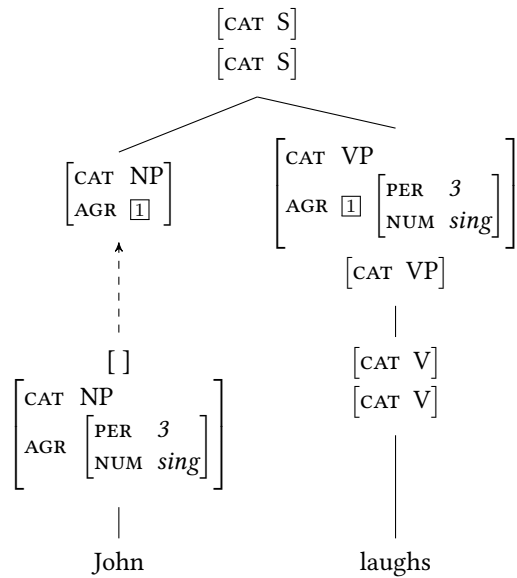 [CAT S]
[CAT S]
[CAT NP
AGR 1]
[CAT VP
AGR 1 [PER 3
NUM sing]]
[CAT VP]
[ ]
[CAT NP
AGR [PER 3
NUM sing]]
[CAT V]
[CAT V]
John laughs